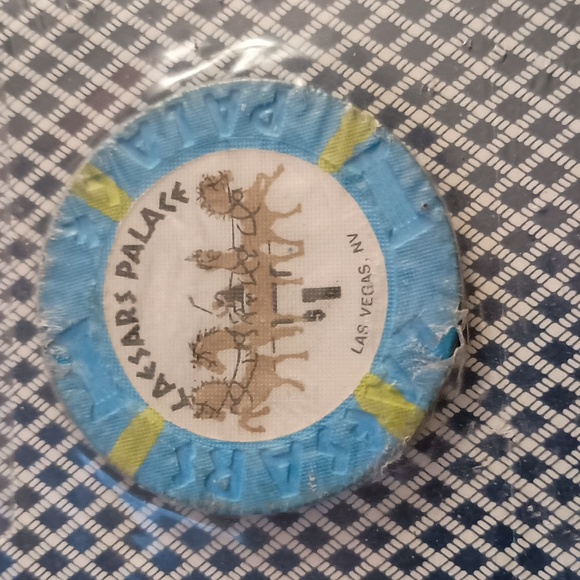 CAESARS PALACE
$1
LAS VEGAS, NV